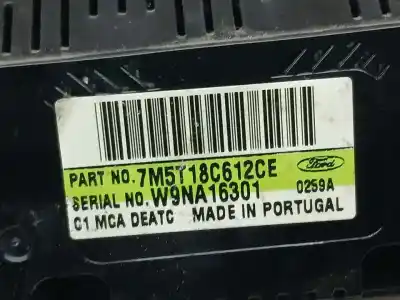 PART NO. 7M5T18C612CE
Ford
SERIAL NO. W9NA16301 0259A
C1 MCA DEATC MADE IN PORTUGAL